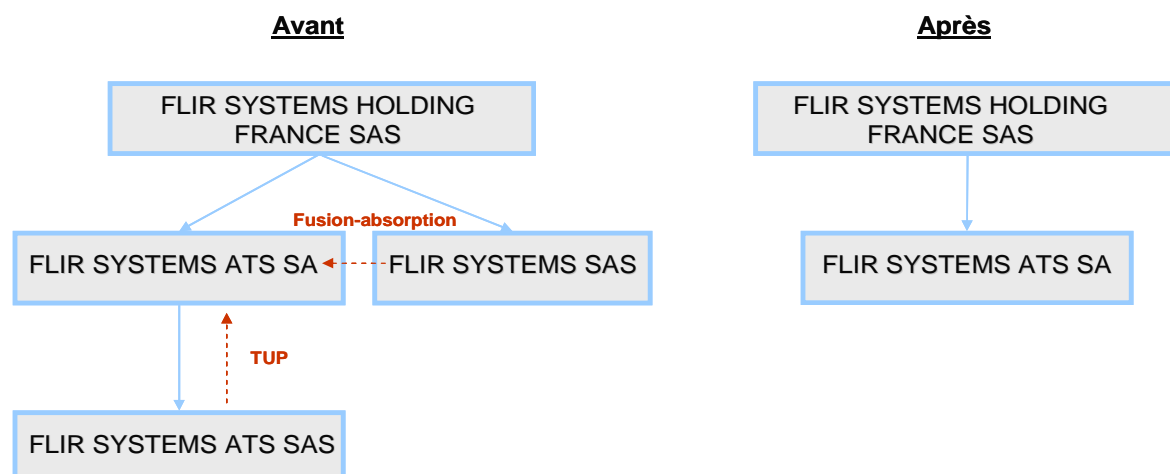 Avant
Après
FLIR SYSTEMS HOLDING
FRANCE SAS
FLIR SYSTEMS HOLDING
FRANCE SAS
Fusion-absorption
FLIR SYSTEMS ATS SA
FLIR SYSTEMS SAS
FLIR SYSTEMS ATS SA
TUP
FLIR SYSTEMS ATS SAS